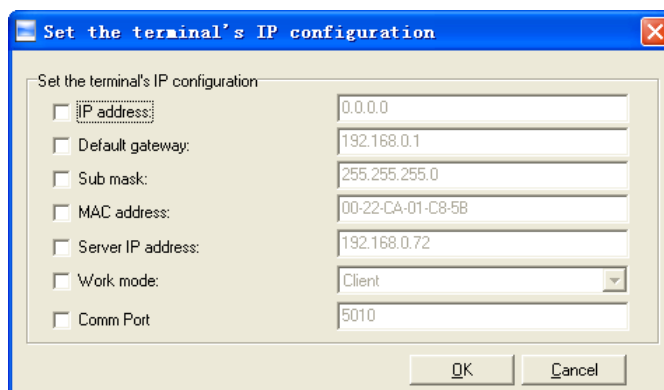 Set the terminal's IP configuration
Set the terminal's IP configuration
IP address: 0.0.0.0
Default gateway: 192.168.0.1
Sub mask: 255.255.255.0
MAC address: 00-22-CA-01-C8-5B
Server IP address: 192.168.0.72
Work mode: Client
Comm Port 5010
OK Cancel